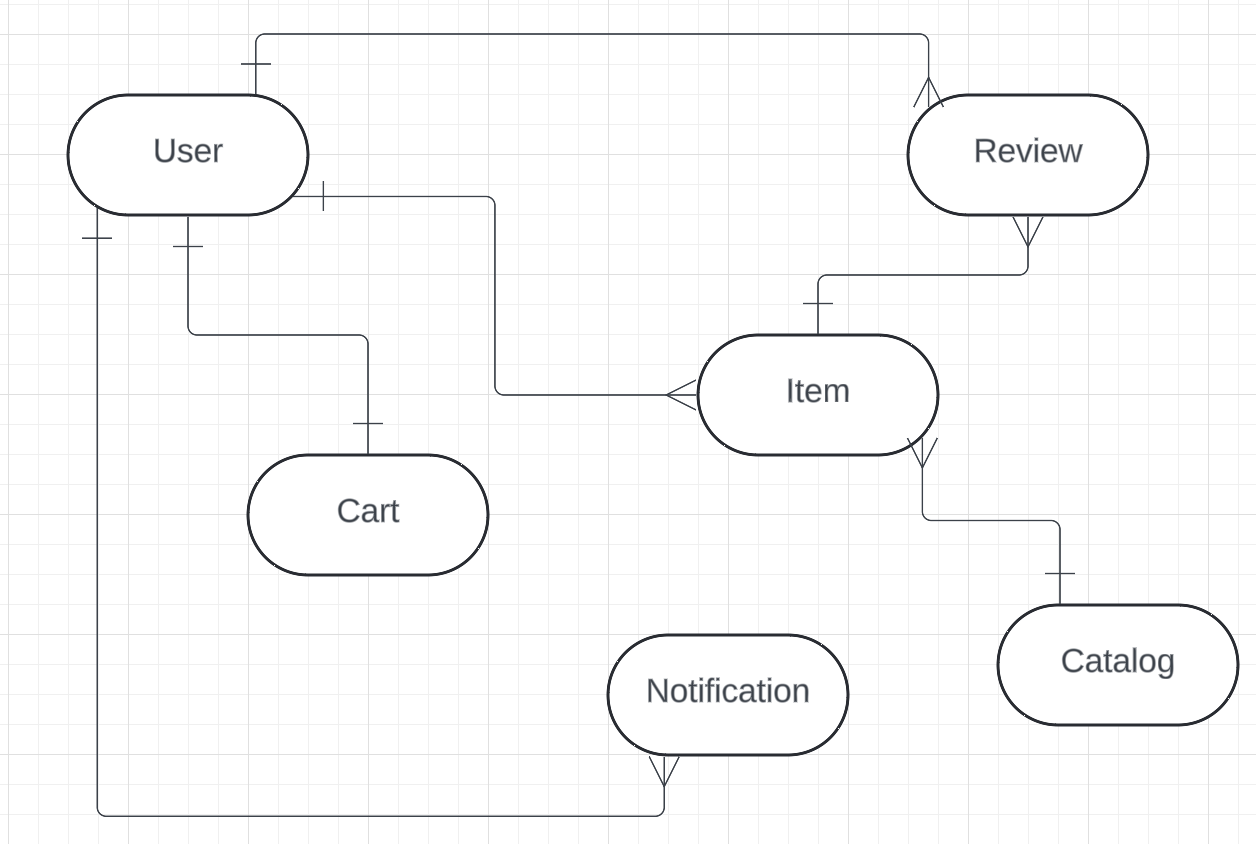 User
Review
Item
Cart
Catalog
Notification